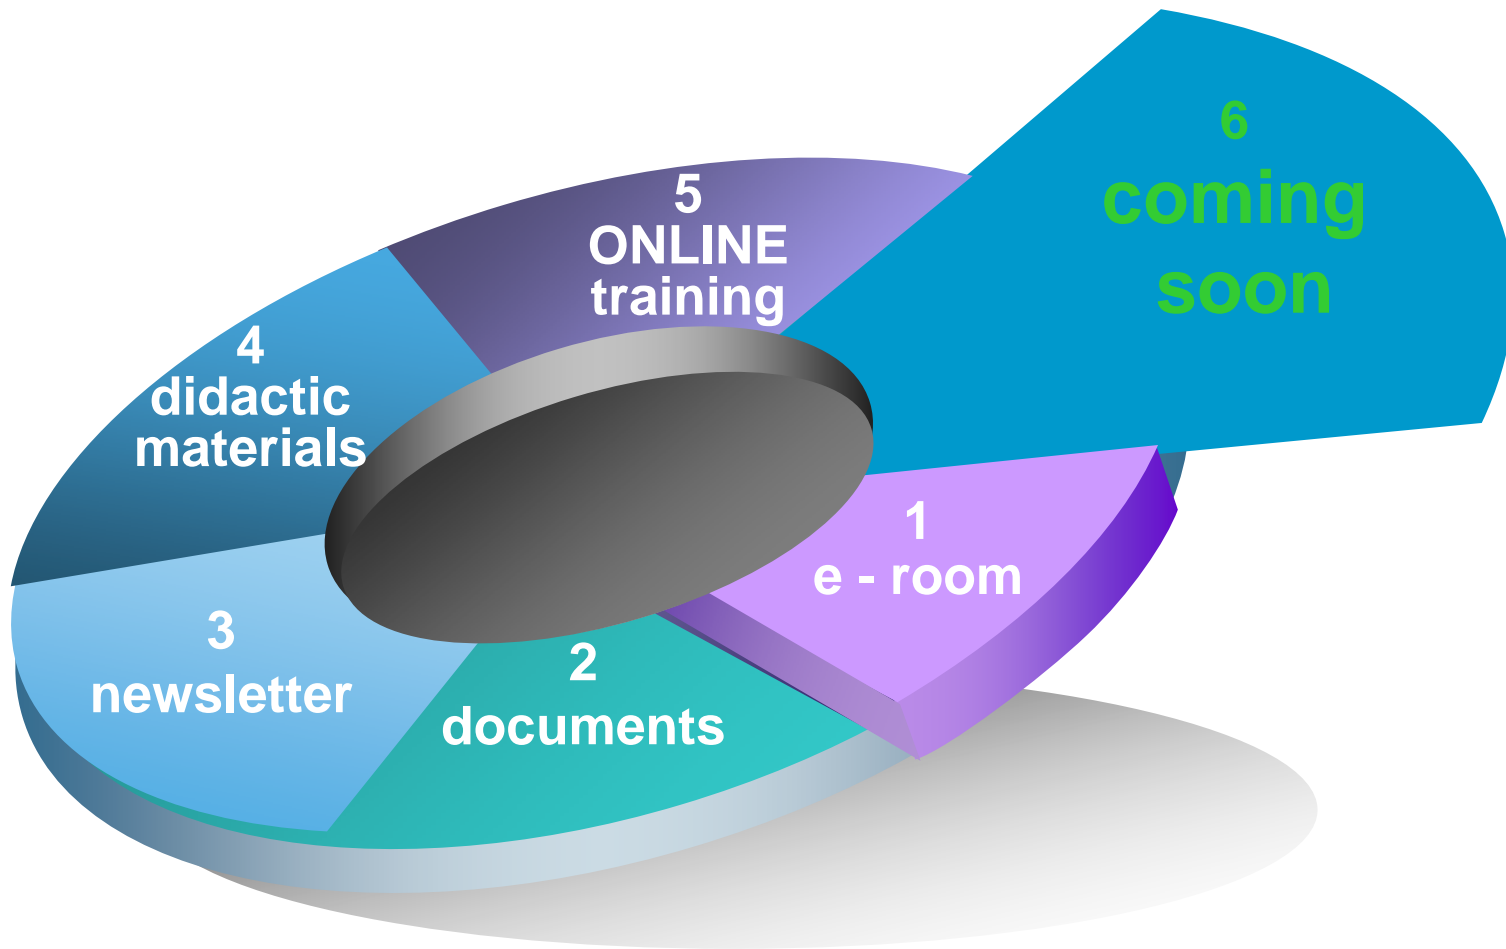 1
e - room
2
documents
3
newsletter
4
didactic
materials
5
ONLINE
training
6
coming
soon